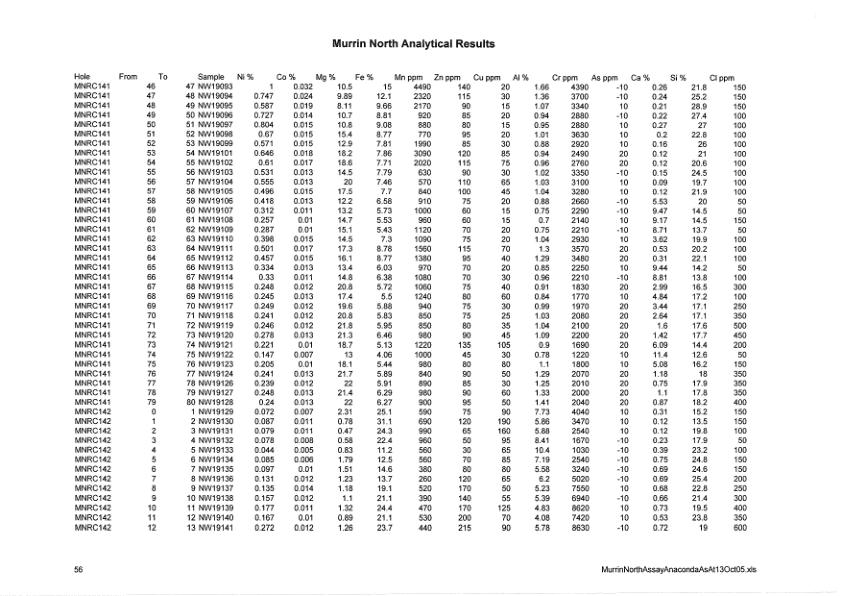 Murrin North Analytical Results
Hole From To Sample Ni % Co % Mg % Fe % Mn ppm Zn ppm Cu ppm Al % Cr ppm As ppm Ca % Si % Cl ppm
MNRC141 46 47 NW19093 1 0.032 10.5 15 4490 140 20 1.66 4390 -10 0.26 21.8 150
MNRC141 47 48 NW19094 0.747 0.024 9.89 12.1 2320 115 30 1.36 3700 -10 0.24 25.2 150
MNRC141 48 49 NW19095 0.587 0.019 8.11 9.66 2170 90 15 1.07 3340 10 0.21 28.9 150
MNRC141 49 50 NW19096 0.727 0.014 10.7 8.81 920 85 20 0.94 2880 -10 0.22 27.4 100
MNRC141 50 51 NW19097 0.804 0.015 10.8 9.08 880 80 15 0.95 2880 10 0.27 27 100
MNRC141 51 52 NW19098 0.67 0.015 15.4 8.77 770 95 20 1.01 3630 10 0.2 22.8 100
MNRC141 52 53 NW19099 0.571 0.015 12.9 7.81 1990 85 30 0.88 2920 10 0.16 26 100
MNRC141 53 54 NW19101 0.646 0.018 18.2 7.86 3090 120 85 0.94 2490 20 0.12 21 100
MNRC141 54 55 NW19102 0.61 0.017 18.6 7.71 2020 115 75 0.96 2760 20 0.12 20.6 100
MNRC141 55 56 NW19103 0.531 0.013 14.5 7.79 630 90 30 1.02 3350 -10 0.15 24.5 100
MNRC141 56 57 NW19104 0.555 0.013 20 7.46 570 110 65 1.03 3100 10 0.09 19.7 100
MNRC141 57 58 NW19105 0.496 0.015 17.5 7.7 840 100 45 1.04 3280 10 0.12 21.9 100
MNRC141 58 59 NW19106 0.418 0.013 12.2 6.58 910 75 20 0.88 2660 -10 5.53 20 50
MNRC141 59 60 NW19107 0.312 0.011 13.2 5.73 1000 60 15 0.75 2290 -10 9.47 14.5 50
MNRC141 60 61 NW19108 0.257 0.01 14.7 5.53 960 60 15 0.7 2140 10 9.17 14.5 150
MNRC141 61 62 NW19109 0.287 0.01 15.1 5.43 1120 70 20 0.75 2210 -10 8.71 13.7 50
MNRC141 62 63 NW19110 0.398 0.015 14.5 7.3 1090 75 20 1.04 2930 10 3.62 19.9 100
MNRC141 63 64 NW19111 0.501 0.017 17.3 8.78 1560 115 70 1.3 3570 20 0.53 20.2 100
MNRC141 64 65 NW19112 0.457 0.015 16.1 8.77 1380 95 40 1.29 3480 20 0.31 22.1 100
MNRC141 65 66 NW19113 0.334 0.013 13.4 6.03 970 70 20 0.85 2250 10 9.44 14.2 50
MNRC141 66 67 NW19114 0.33 0.011 14.8 6.38 1080 70 30 0.96 2210 -10 8.81 13.8 100
MNRC141 67 68 NW19115 0.248 0.012 20.8 5.72 1060 75 40 0.91 1830 20 2.99 16.5 300
MNRC141 68 69 NW19116 0.245 0.013 17.4 5.5 1240 80 60 0.84 1770 10 4.84 17.2 100
MNRC141 69 70 NW19117 0.249 0.012 19.6 5.88 940 75 30 0.99 1970 20 3.44 17.1 250
MNRC141 70 71 NW19118 0.241 0.012 20.8 5.83 850 75 25 1.03 2080 20 2.64 17.1 350
MNRC141 71 72 NW19119 0.246 0.012 21.8 5.95 850 80 35 1.04 2100 20 1.6 17.6 500
MNRC141 72 73 NW19120 0.278 0.013 21.3 6.46 980 90 45 1.09 2200 20 1.42 17.7 450
MNRC141 73 74 NW19121 0.221 0.01 18.7 5.13 1220 135 105 0.9 1690 20 6.09 14.4 200
MNRC141 74 75 NW19122 0.147 0.007 13 4.06 1000 45 30 0.78 1220 10 11.4 12.6 50
MNRC141 75 76 NW19123 0.205 0.01 18.1 5.44 980 80 80 1.1 1800 10 5.08 16.2 150
MNRC141 76 77 NW19124 0.241 0.013 21.7 5.89 840 90 50 1.29 2070 20 1.18 18 350
MNRC141 77 78 NW19126 0.239 0.012 22 5.91 890 85 30 1.25 2010 20 0.75 17.9 350
MNRC141 78 79 NW19127 0.248 0.013 21.4 6.29 980 90 60 1.33 2000 20 1.1 17.8 350
MNRC141 79 80 NW19128 0.24 0.013 22 6.27 900 95 50 1.41 2040 20 0.87 18.2 400
MNRC142 0 1 NW19129 0.072 0.007 2.31 25.1 590 75 90 7.73 4040 10 0.31 15.2 150
MNRC142 1 2 NW19130 0.087 0.011 0.78 31.1 690 120 190 5.86 3470 10 0.12 13.5 150
MNRC142 2 3 NW19131 0.079 0.011 0.47 24.3 990 65 160 5.88 2540 10 0.12 19.8 100
MNRC142 3 4 NW19132 0.078 0.008 0.58 22.4 960 50 95 8.41 1670 -10 0.23 17.9 50
MNRC142 4 5 NW19133 0.044 0.005 0.83 11.2 560 30 65 10.4 1030 -10 0.39 23.2 100
MNRC142 5 6 NW19134 0.085 0.006 1.79 12.5 560 70 85 7.19 2540 -10 0.75 24.8 150
MNRC142 6 7 NW19135 0.097 0.01 1.51 14.6 380 80 80 5.58 3240 -10 0.69 24.6 150
MNRC142 7 8 NW19136 0.131 0.012 1.23 13.7 260 120 65 6.2 5020 -10 0.69 25.4 200
MNRC142 8 9 NW19137 0.135 0.014 1.18 19.1 520 170 50 5.23 7550 10 0.68 22.8 250
MNRC142 9 10 NW19138 0.157 0.012 1.1 21.1 390 140 55 5.39 6940 -10 0.66 21.4 300
MNRC142 10 11 NW19139 0.177 0.011 1.32 24.4 470 170 125 4.83 8620 10 0.73 19.5 400
MNRC142 11 12 NW19140 0.167 0.01 0.89 21.1 530 200 70 4.08 7420 10 0.53 23.8 350
MNRC142 12 13 NW19141 0.272 0.012 1.26 23.7 440 215 90 5.78 8630 -10 0.72 19 600
56 MurrinNorthAssayAnacondaAsAt13Oct05.xls